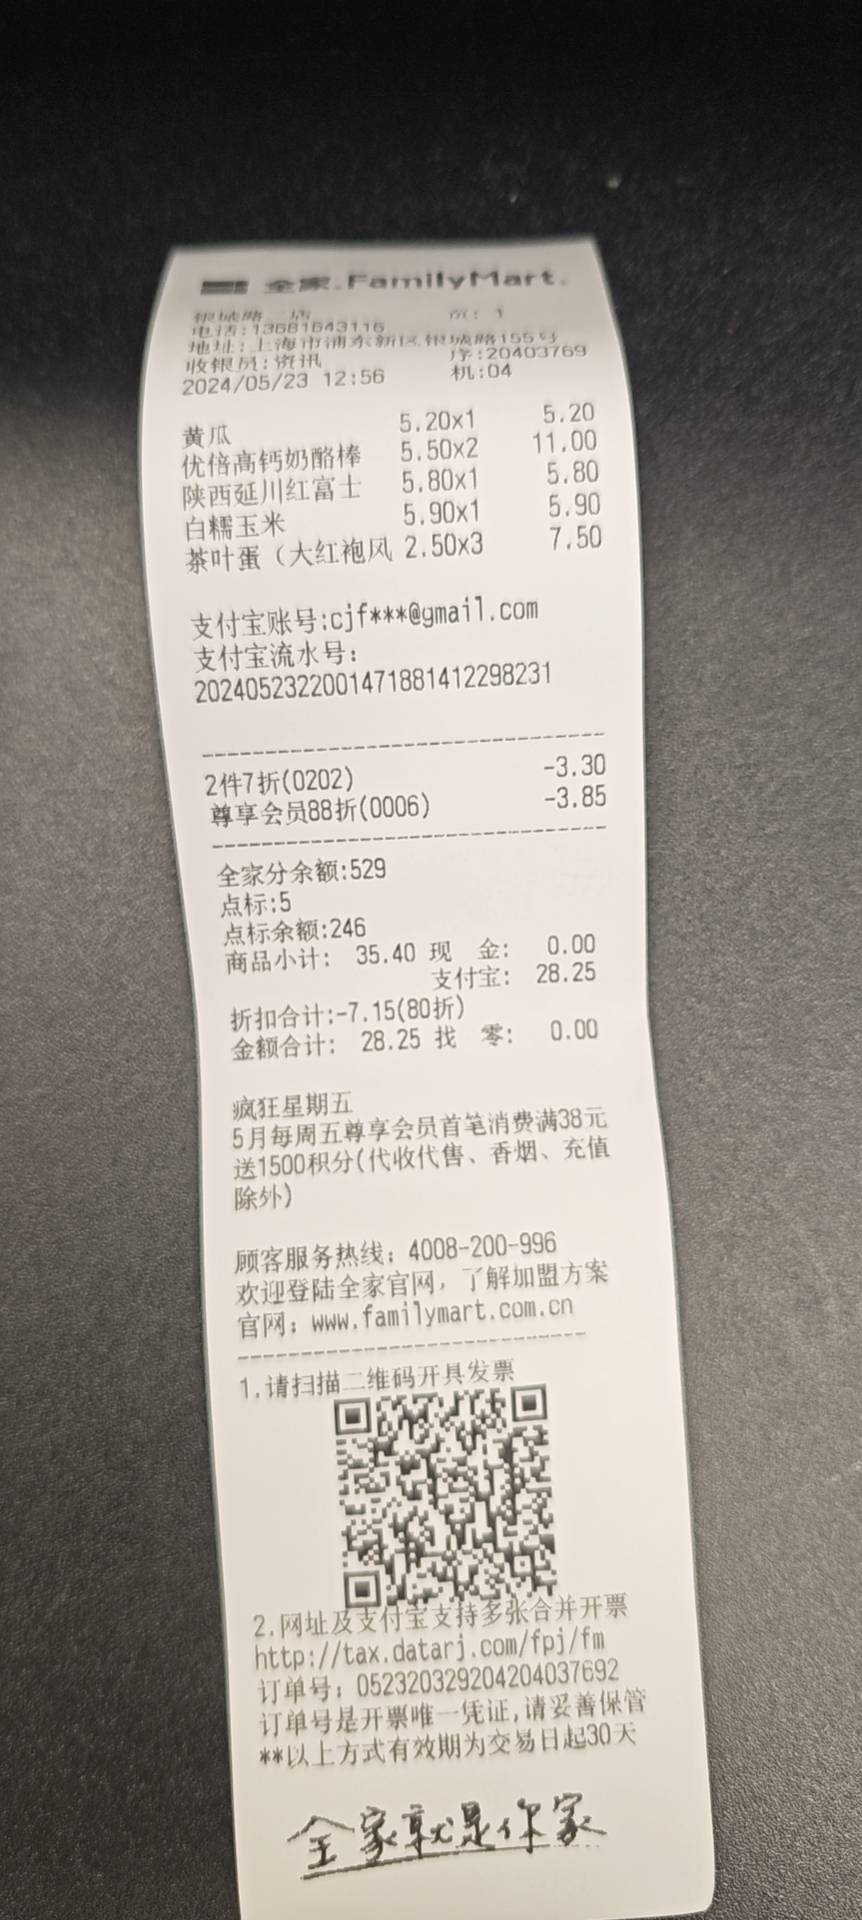 全家.FamilyMart.
银城路二店 页: 1
电话:13681643116
地址:上海市浦东新区银城路155号
收银员:资讯 序:20403769
2024/05/23 12:56 机:04
黄瓜 5.20x1 5.20
优倍高钙奶酪棒 5.50x2 11.00
陕西延川红富士 5.80x1 5.80
白糯玉米 5.90x1 5.90
茶叶蛋（大红袍风 2.50x3 7.50
支付宝账号:cjf***@gmail.com
支付宝流水号：
2024052322001471881412298231
2件7折(0202) -3.30
尊享会员88折(0006) -3.85
全家分余额:529
点标:5
点标余额:246
商品小计： 35.40 现 金： 0.00
支付宝： 28.25
折扣合计:-7.15(80折)
金额合计： 28.25 找 零： 0.00
疯狂星期五
5月每周五尊享会员首笔消费满38元
送1500积分(代收代售、香烟、充值
除外)
顾客服务热线：4008-200-996
欢迎登陆全家官网，了解加盟方案
官网：www.familymart.com.cn
1.请扫描二维码开具发票
2.网址及支付宝支持多张合并开票
http://tax.datarj.com/fpj/fm
订单号：052320329204204037692
订单号是开票唯一凭证,请妥善保管
**以上方式有效期为交易日起30天
全家就是你家